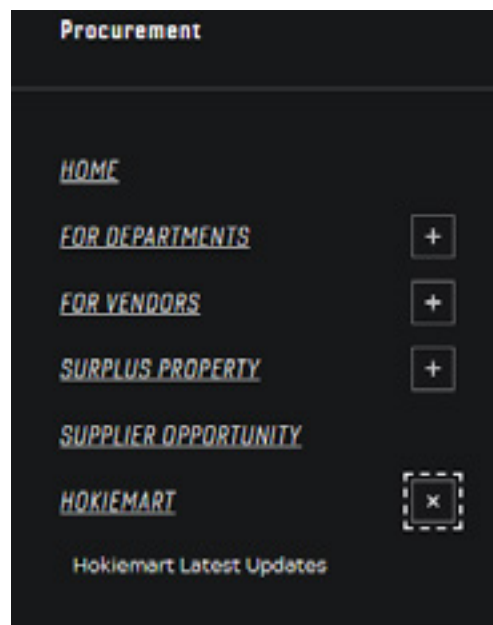 Procurement
HOME
FOR DEPARTMENTS +
FOR VENDORS +
SURPLUS PROPERTY +
SUPPLIER OPPORTUNITY
HOKIEMART ×
Hokiemart Latest Updates